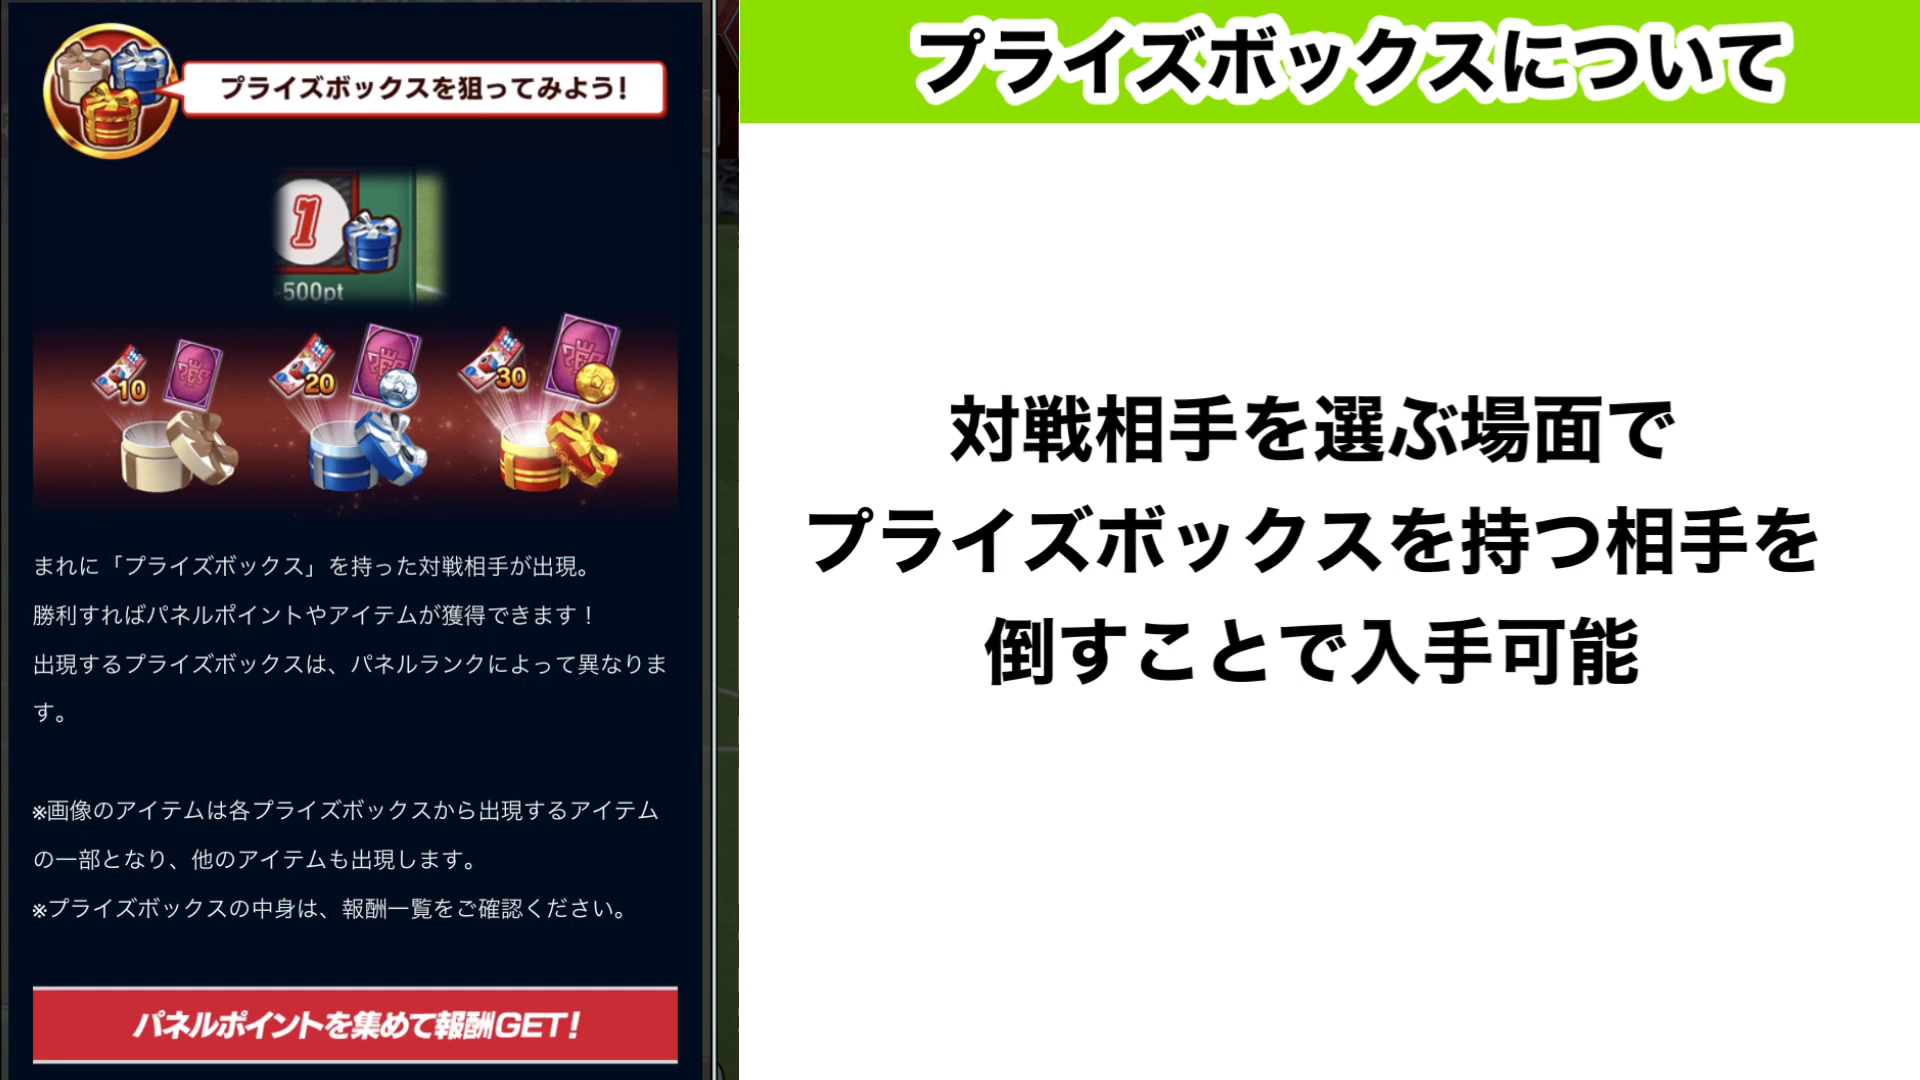 プライズボックスを狙ってみよう!
1
500pt
10
20
30
まれに「プライズボックス」を持った対戦相手が出現。
勝利すればパネルポイントやアイテムが獲得できます!
出現するプライズボックスは、パネルランクによって異なりま
す。
※画像のアイテムは各プライズボックスから出現するアイテム
の一部となり、他のアイテムも出現します。
※プライズボックスの中身は、報酬一覧をご確認ください。
パネルポイントを集めて報酬GET!
プライズボックスについて
対戦相手を選ぶ場面で
プライズボックスを持つ相手を
倒すことで入手可能